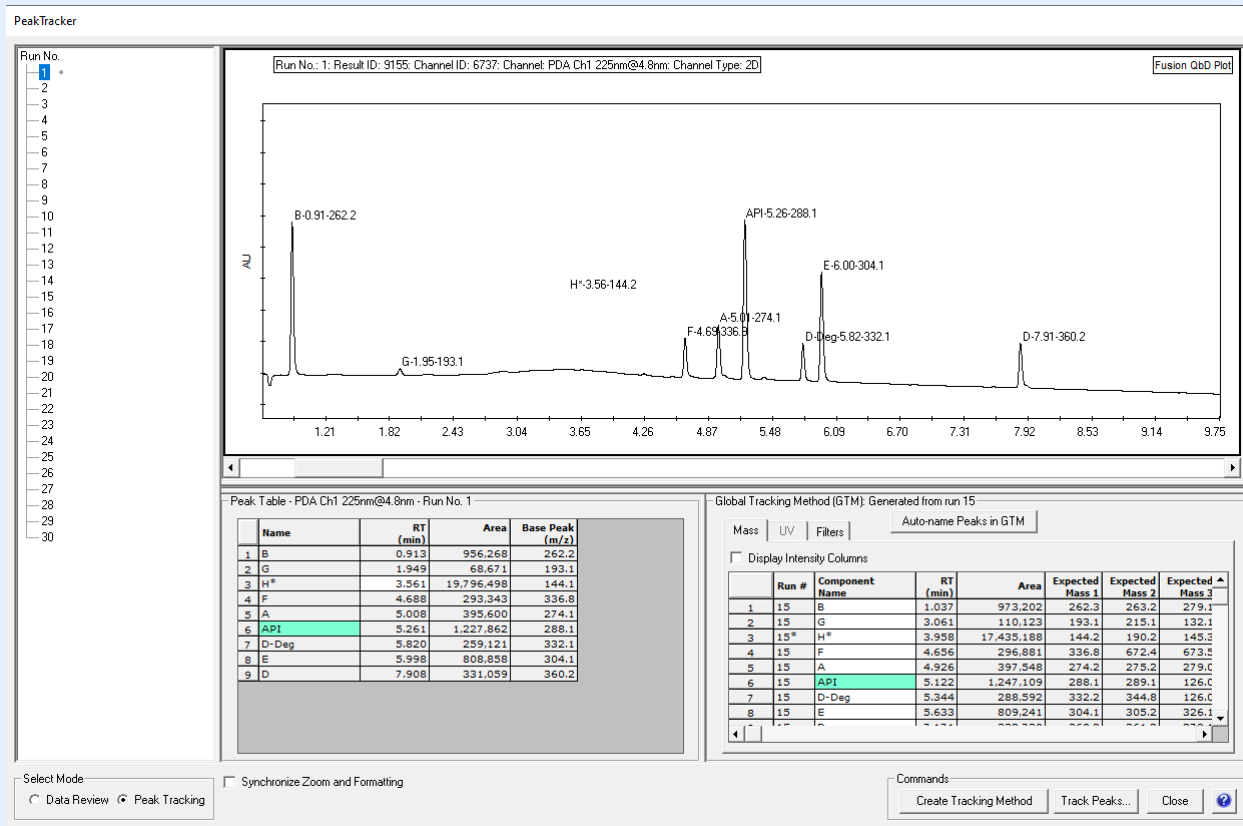 PeakTracker
Run No.
1
2
3
4
5
6
7
8
9
10
11
12
13
14
15
16
17
18
19
20
21
22
23
24
25
26
27
28
29
30
Run No.: 1: Result ID: 9155: Channel ID: 6737: Channel: PDA Ch1 225nm@4.8nm: Channel Type: 2D
Fusion QbD Plot
AU
B-0.91-262.2
API-5.26-288.1
E-6.00-304.1
H*-3.56-144.2
A-5.01-274.1
F-4.69-336.9
D-Deg-5.82-332.1
D-7.91-360.2
G-1.95-193.1
1.21 1.82 2.43 3.04 3.65 4.26 4.87 5.48 6.09 6.70 7.31 7.92 8.53 9.14 9.75
Peak Table - PDA Ch1 225nm@4.8nm - Run No. 1
Name RT (min) Area Base Peak (m/z)
1 B 0.913 956,268 262.2
2 G 1.949 68,671 193.1
3 H* 3.561 19,796,498 144.1
4 F 4.688 293,343 336.8
5 A 5.008 395,600 274.1
6 API 5.261 1,227,862 288.1
7 D-Deg 5.820 259,121 332.1
8 E 5.998 808,858 304.1
9 D 7.908 331,059 360.2
Global Tracking Method (GTM): Generated from run 15
Mass UV Filters
Auto-name Peaks in GTM
Display Intensity Columns
Run # Component Name RT (min) Area Expected Mass 1 Expected Mass 2 Expected Mass 3
1 15 B 1.037 973,202 262.3 263.2 279.1
2 15 G 3.061 110,123 193.1 215.1 132.1
3 15* H* 3.958 17,435,188 144.2 190.2 145.3
4 15 F 4.656 296,881 336.8 672.4 673.5
5 15 A 4.926 397,548 274.2 275.2 279.0
6 15 API 5.122 1,247,109 288.1 289.1 126.0
7 15 D-Deg 5.344 288,592 332.2 344.8 126.0
8 15 E 5.633 809,241 304.1 305.2 326.1
Select Mode
Data Review Peak Tracking
Synchronize Zoom and Formatting
Commands
Create Tracking Method
Track Peaks...
Close
?